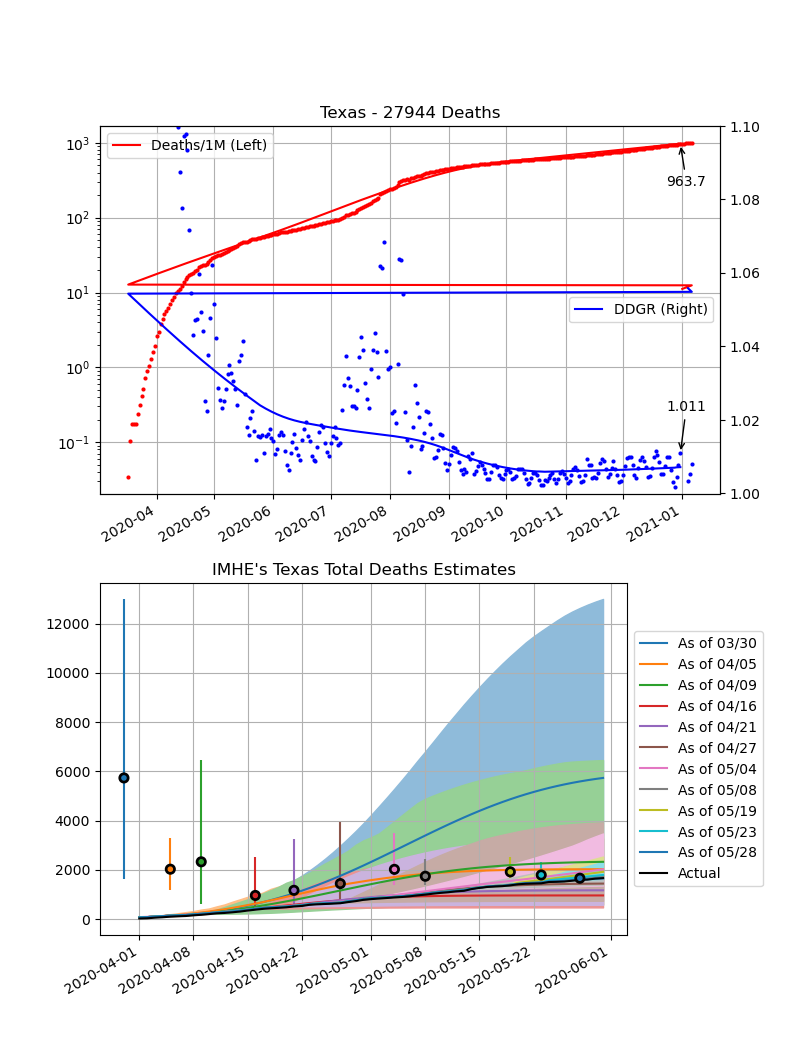 Texas - 27944 Deaths
10³
10²
10¹
10⁰
10⁻¹
Deaths/1M (Left)
963.7
DDGR (Right)
1.011
1.10
1.08
1.06
1.04
1.02
1.00
2020-04
2020-05
2020-06
2020-07
2020-08
2020-09
2020-10
2020-11
2020-12
2021-01
IMHE's Texas Total Deaths Estimates
12000
10000
8000
6000
4000
2000
0
2020-04-01
2020-04-08
2020-04-15
2020-04-22
2020-05-01
2020-05-08
2020-05-15
2020-05-22
2020-06-01
As of 03/30
As of 04/05
As of 04/09
As of 04/16
As of 04/21
As of 04/27
As of 05/04
As of 05/08
As of 05/19
As of 05/23
As of 05/28
Actual